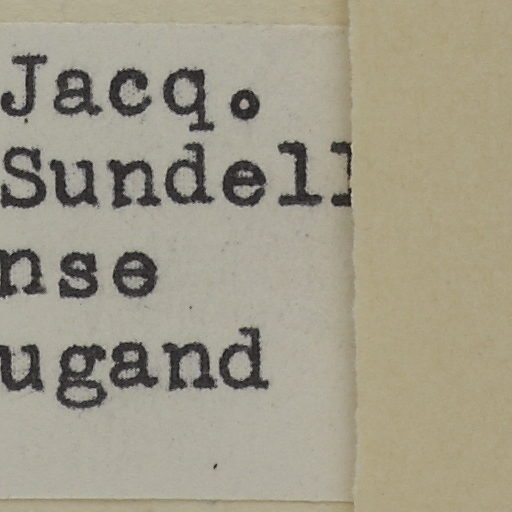 Jacq.
Sundell
nse
ugand